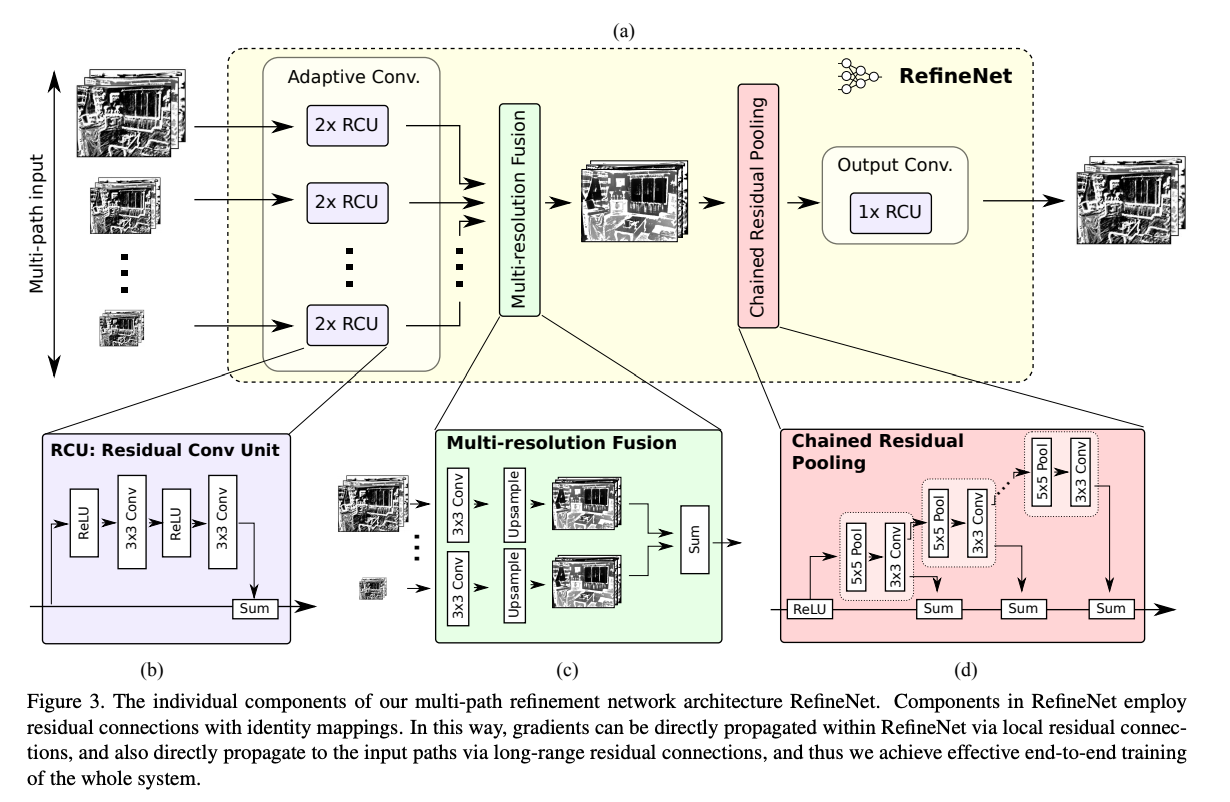 (a)
RefineNet
Multi-path input
Adaptive Conv.
2x RCU
2x RCU
2x RCU
Multi-resolution Fusion
Chained Residual Pooling
Output Conv.
1x RCU
RCU: Residual Conv Unit
ReLU
3x3 Conv
ReLU
3x3 Conv
Sum
(b)
Multi-resolution Fusion
3x3 Conv
Upsample
3x3 Conv
Upsample
Sum
(c)
Chained Residual
Pooling
ReLU
5x5 Pool
3x3 Conv
5x5 Pool
3x3 Conv
5x5 Pool
3x3 Conv
Sum
Sum
Sum
(d)
Figure 3. The individual components of our multi-path refinement network architecture RefineNet. Components in RefineNet employ
residual connections with identity mappings. In this way, gradients can be directly propagated within RefineNet via local residual connec-
tions, and also directly propagate to the input paths via long-range residual connections, and thus we achieve effective end-to-end training
of the whole system.